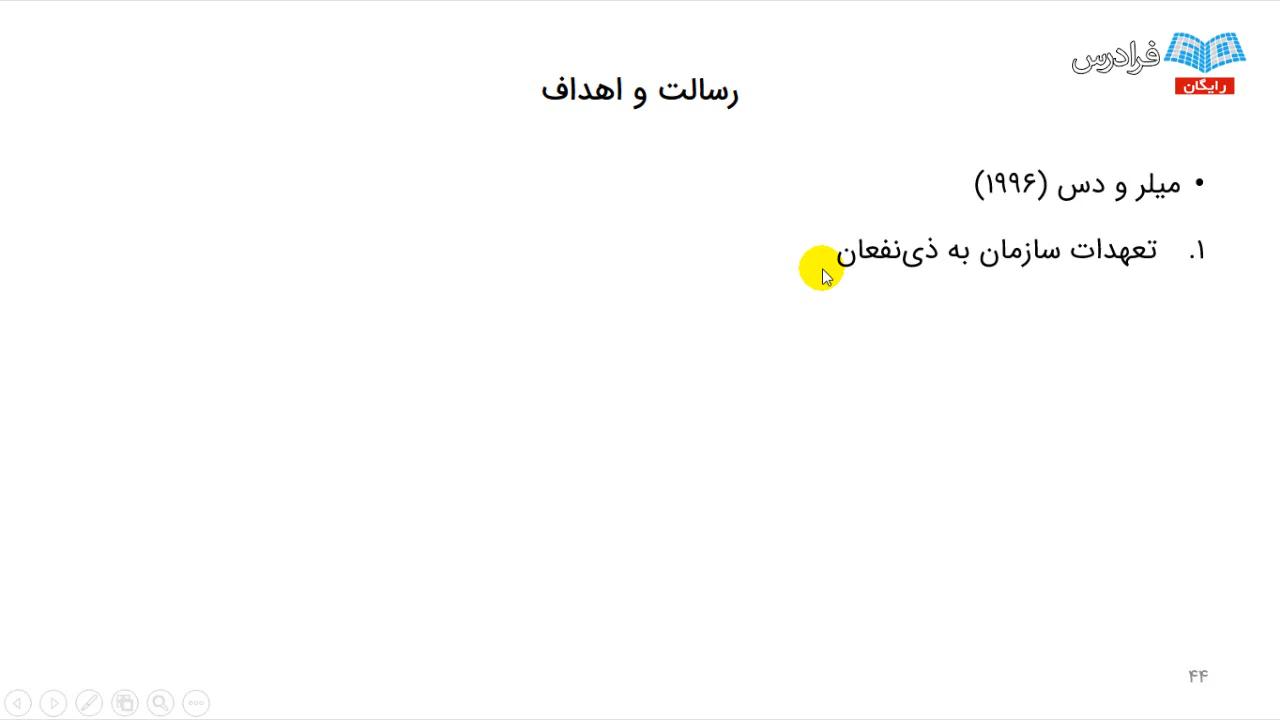 فرادرس
رایگان
رسالت و اهداف
• میلر و دس (۱۹۹۶)
۱. تعهدات سازمان به ذی‌نفعان
۴۴